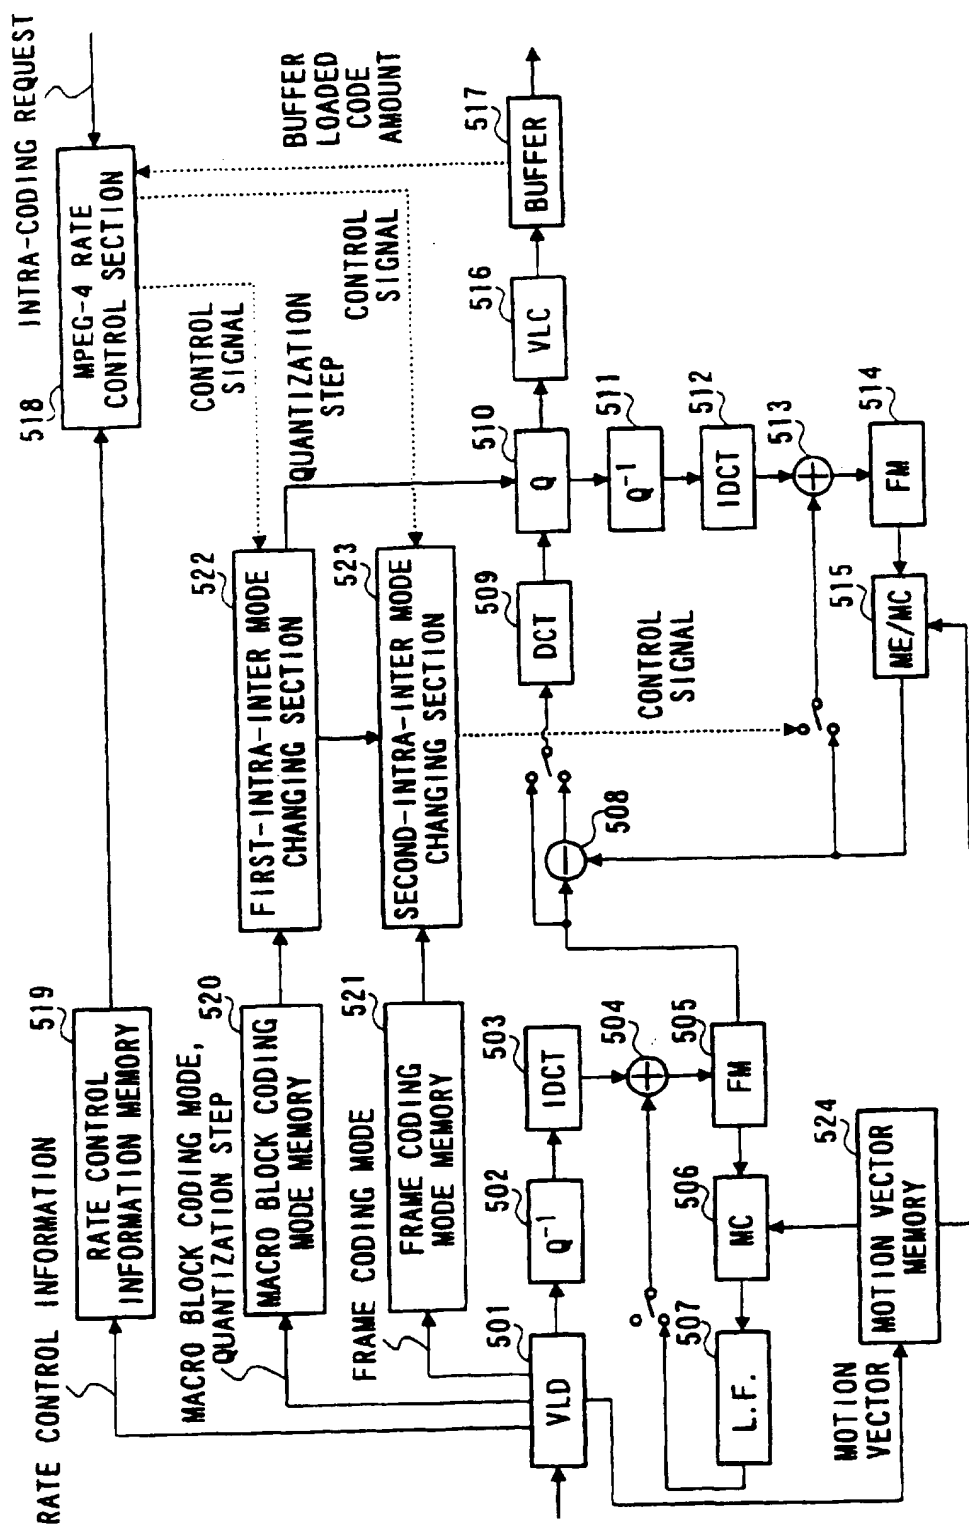 RATE CONTROL INFORMATION
INTRA-CODING REQUEST
519
RATE CONTROL
INFORMATION MEMORY
518
MPEG-4 RATE
CONTROL SECTION
MACRO BLOCK CODING MODE,
QUANTIZATION STEP
520
MACRO BLOCK CODING
MODE MEMORY
522
FIRST-INTRA-INTER MODE
CHANGING SECTION
CONTROL
SIGNAL
QUANTIZATION
STEP
CONTROL
SIGNAL
BUFFER
LOADED
CODE
AMOUNT
FRAME CODING MODE
521
FRAME CODING
MODE MEMORY
523
SECOND-INTRA-INTER MODE
CHANGING SECTION
501
VLD
502
Q-1
503
IDCT
504
505
FM
506
MC
507
L.F.
508
509
DCT
510
Q
516
VLC
517
BUFFER
511
Q-1
512
IDCT
513
514
FM
515
ME/MC
CONTROL
SIGNAL
MOTION
VECTOR
524
MOTION VECTOR
MEMORY